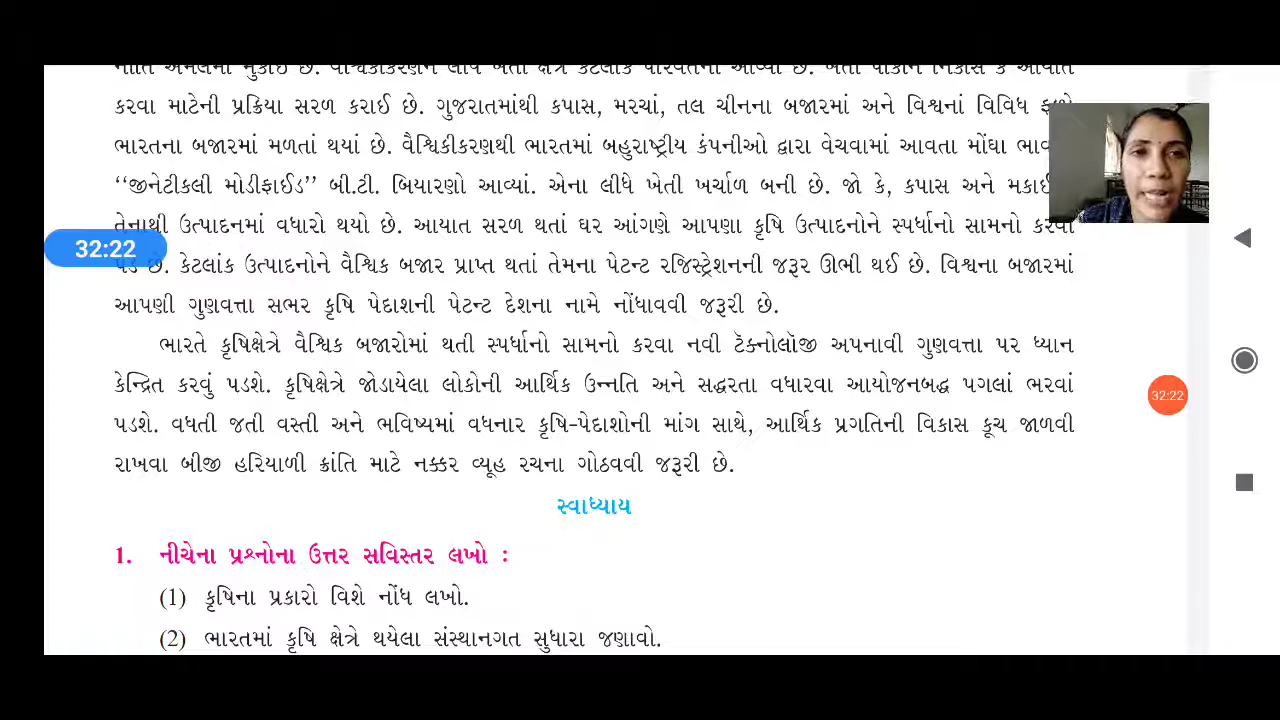 કરવા માટેની પ્રક્રિયા સરળ કરાઈ છે. ગુજરાતમાંથી કપાસ, મરચાં, તલ ચીનના બજારમાં અને વિશ્વનાં વિવિધ
ભારતના બજારમાં મળતાં થયાં છે. વૈશ્વિકીકરણથી ભારતમાં બહુરાષ્ટ્રીય કંપનીઓ દ્વારા વેચવામાં આવતા મોંઘા
“જીનેટીકલી મોડીફાઈડ” બી.ટી. બિયારણો આવ્યાં. એના લીધે ખેતી ખર્ચાળ બની છે. જો કે, કપાસ અને
તેનાથી ઉત્પાદનમાં વધારો થયો છે. આયાત સરળ થતાં ઘર આંગણે આપણા કૃષિ ઉત્પાદનોને સ્પર્ધાનો સામનો કરવો
32:22
છે. કેટલાંક ઉત્પાદનોને વૈશ્વિક બજાર પ્રાપ્ત થતાં તેમના પેટન્ટ રજિસ્ટ્રેશનની જરૂર ઊભી થઈ છે. વિશ્વના બજારમાં
આપણી ગુણવત્તા સભર કૃષિ પેદાશની પેટન્ટ દેશના નામે નોંધાવવી જરૂરી છે.
ભારતે કૃષિક્ષેત્રે વૈશ્વિક બજારોમાં થતી સ્પર્ધાનો સામનો કરવા નવી ટૅક્નોલૉજી અપનાવી ગુણવત્તા પર ધ્યાન
કેન્દ્રિત કરવું પડશે. કૃષિક્ષેત્રે જોડાયેલા લોકોની આર્થિક ઉન્નતિ અને સદ્ધરતા વધારવા આયોજનબદ્ધ પગલાં ભરવાં
32:22
પડશે. વધતી જતી વસ્તી અને ભવિષ્યમાં વધનાર કૃષિ-પેદાશોની માંગ સાથે, આર્થિક પ્રગતિની વિકાસ કૂચ જાળવી
રાખવા બીજી હરિયાળી ક્રાંતિ માટે નક્કર વ્યૂહ રચના ગોઠવવી જરૂરી છે.
સ્વાધ્યાય
1. નીચેના પ્રશ્નોના ઉત્તર સવિસ્તર લખો :
(1) કૃષિના પ્રકારો વિશે નોંધ લખો.
(2) ભારતમાં કૃષિ ક્ષેત્રે થયેલા સંસ્થાનગત સુધારા જણાવો.